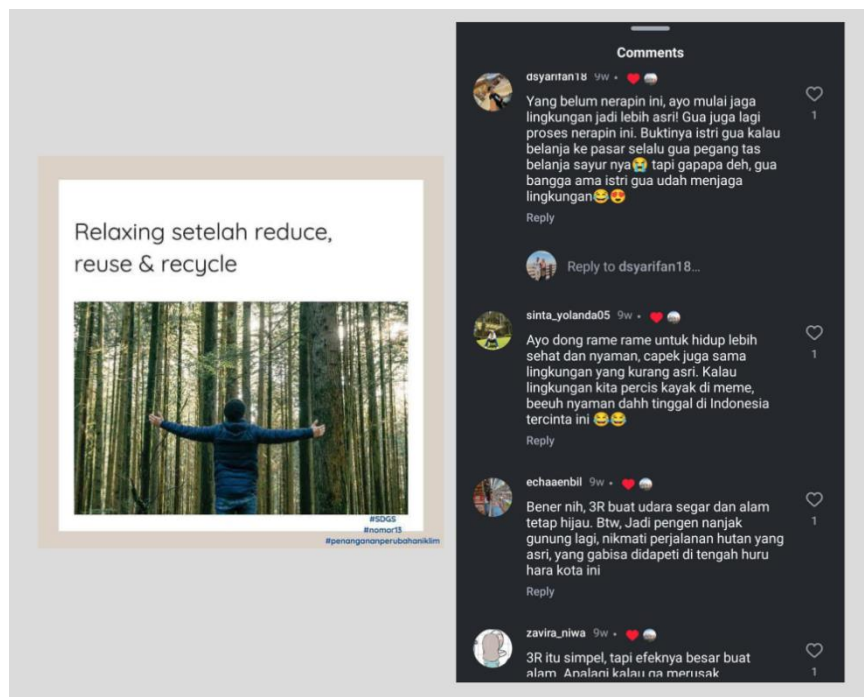 Relaxing setelah reduce,
reuse & recycle
#SDGS
#nomor13
#penangananperubahaniklim
Comments
dsyarifan18 9w
Yang belum nerapin ini, ayo mulai jaga
lingkungan jadi lebih asri! Gua juga lagi
proses nerapin ini. Buktinya istri gua kalau
belanja ke pasar selalu gua pegang tas
belanja sayur nya😭 tapi gapapa deh, gua
bangga ama istri gua udah menjaga
lingkungan😂😍
Reply
1
Reply to dsyarifan18...
sinta_yolanda05 9w
Ayo dong rame rame untuk hidup lebih
sehat dan nyaman, capek juga sama
lingkungan yang kurang asri. Kalau
lingkungan kita percis kayak di meme,
beeuh nyaman dahh tinggal di Indonesia
tercinta ini 😂😂
Reply
1
echaaenbil 9w
Bener nih, 3R buat udara segar dan alam
tetap hijau. Btw, Jadi pengen nanjak
gunung lagi, nikmati perjalanan hutan yang
asri, yang gabisa didapeti di tengah huru
hara kota ini
Reply
1
zavira_niwa 9w
3R itu simpel, tapi efeknya besar buat
alam. Apalagi kalau ga merusak
1